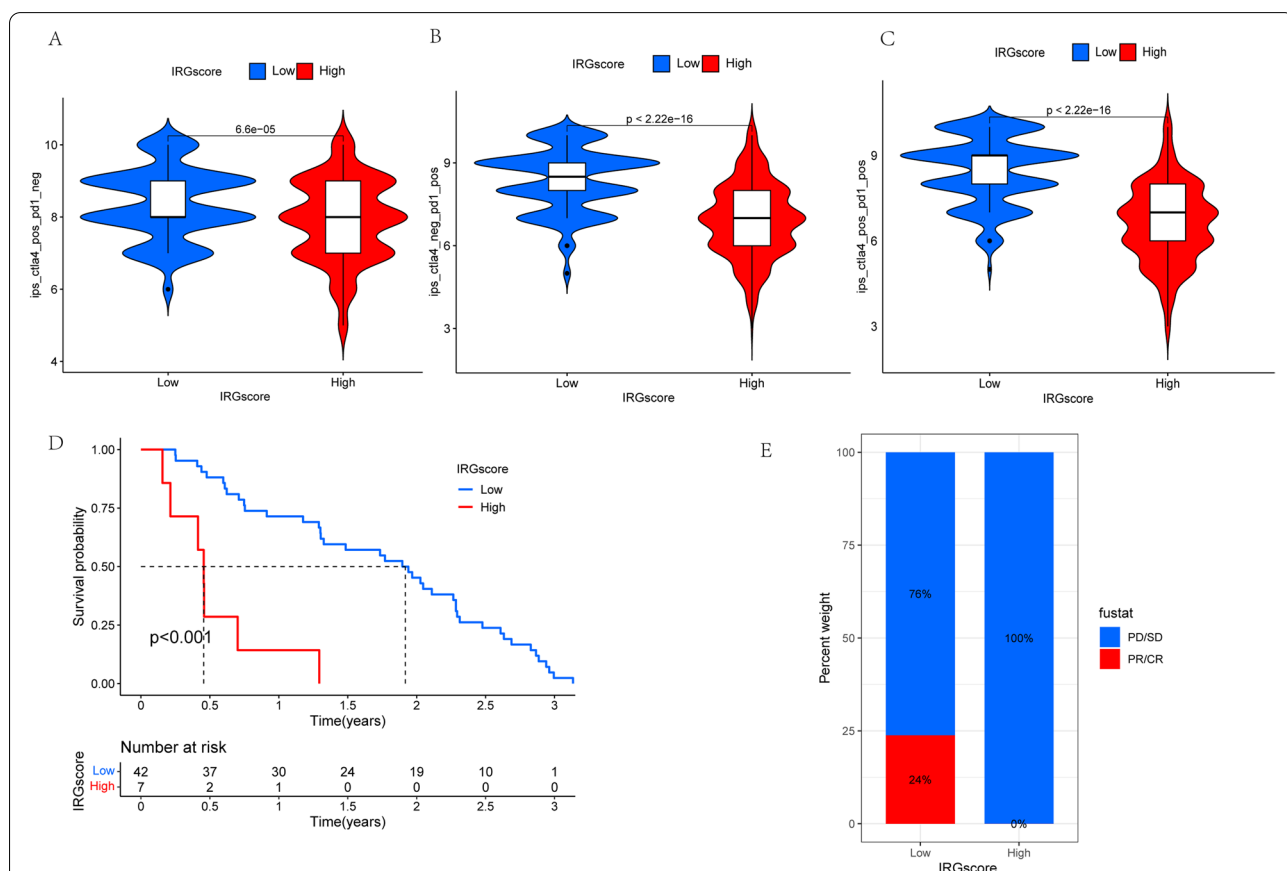 A
IRGscore Low High
6.6e−05
10
8
6
4
ips_ctla4_pos_pd1_neg
Low High
IRGscore
B
IRGscore Low High
p < 2.22e−16
9
6
3
ips_ctla4_neg_pd1_pos
Low High
IRGscore
C
IRGscore Low High
p < 2.22e−16
9
6
3
ips_ctla4_pos_pd1_pos
Low High
IRGscore
D
1.00
0.75
0.50
0.25
0.00
Survival probability
IRGscore
Low
High
p<0.001
0 0.5 1 1.5 2 2.5 3
Time(years)
Number at risk
IRGscore
Low 42 37 30 24 19 10 1
High 7 2 1 0 0 0 0
0 0.5 1 1.5 2 2.5 3
Time(years)
E
100
75
50
25
0
Percent weight
76%
100%
24%
0%
fustat
PD/SD
PR/CR
Low High
IRGscore